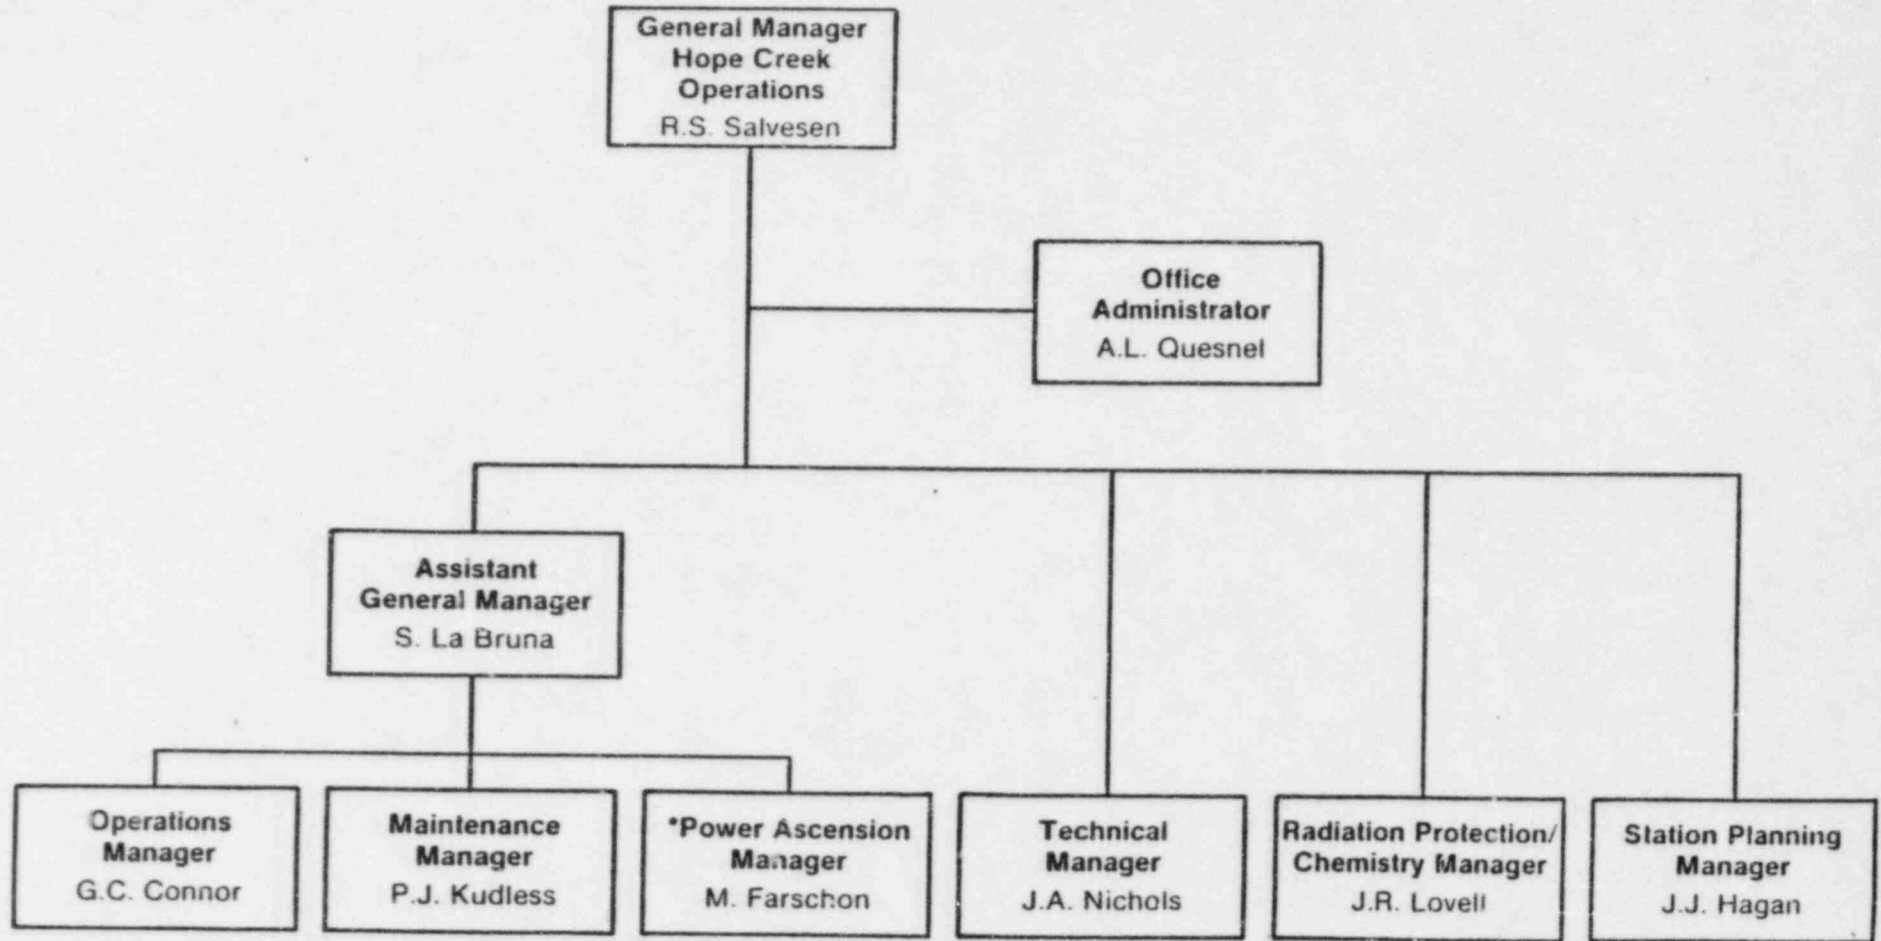 General Manager
Hope Creek
Operations
R.S. Salvesen
Office
Administrator
A.L. Quesnel
Assistant
General Manager
S. La Bruna
Operations
Manager
G.C. Connor
Maintenance
Manager
P.J. Kudless
*Power Ascension
Manager
M. Farschon
Technical
Manager
J.A. Nichols
Radiation Protection/
Chemistry Manager
J.R. Lovell
Station Planning
Manager
J.J. Hagan